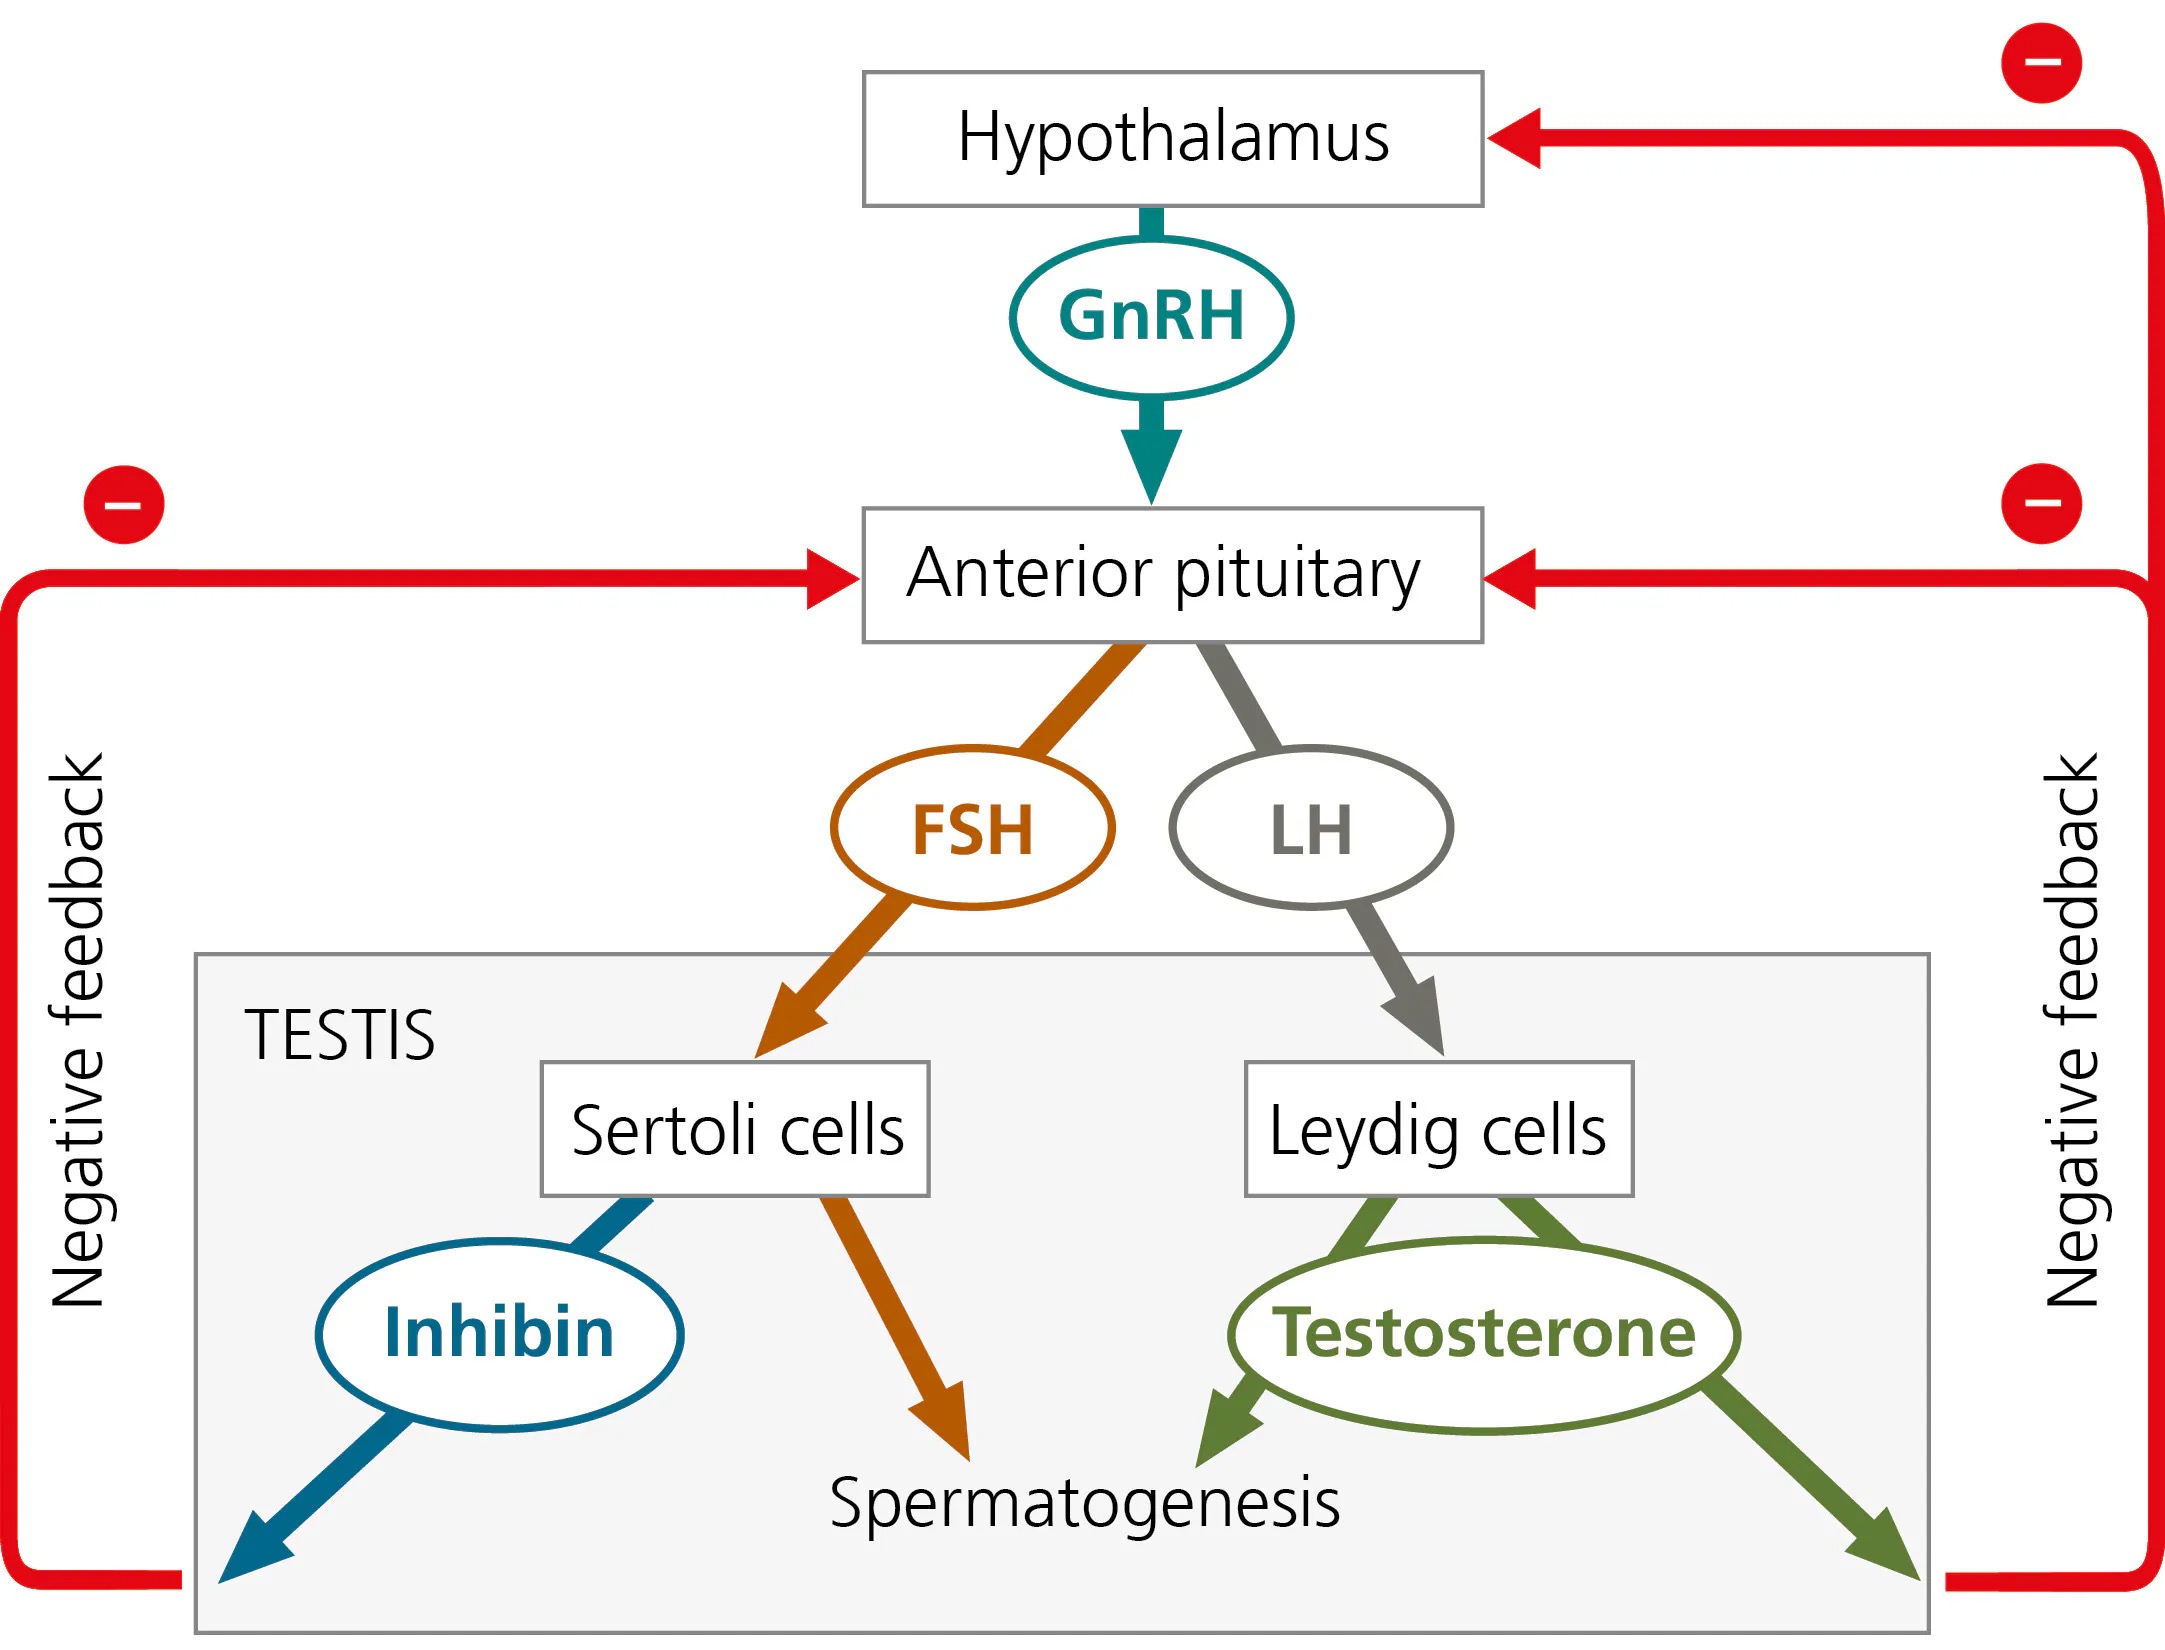 Hypothalamus
GnRH
Anterior pituitary
FSH
LH
Negative feedback
Negative feedback
TESTIS
Sertoli cells
Leydig cells
Inhibin
Testosterone
Spermatogenesis